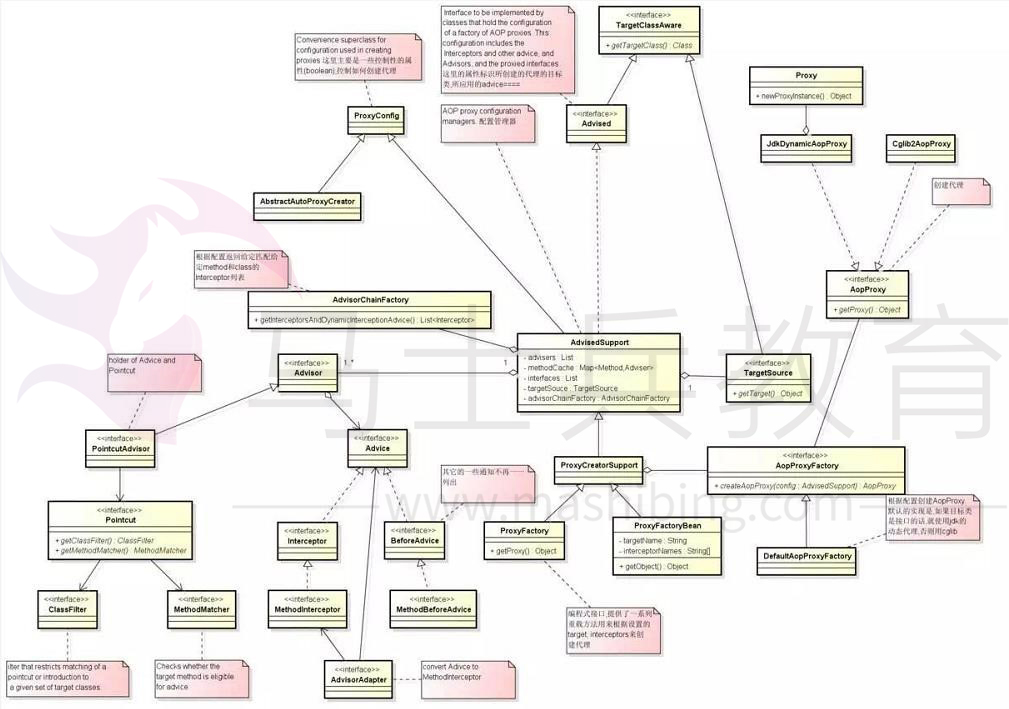 Interface to be implemented by
classes that hold the configuration
of a factory of AOP proxies. This
configuration includes the
Interceptors and other advice, and
Advisors, and the proxied interfaces
这里的属性标识所创建的代理的目标
类,所应用的advice====
<<interface>>
TargetClassAware
+ getTargetClass() : Class
Convenience superclass for
configuration used in creating
proxies 这里主要是一些控制性的属
性(boolean),控制如何创建代理
Proxy
+ newProxyInstance() : Object
ProxyConfig
AOP proxy configuration
managers. 配置管理器
<<interface>>
Advised
JdkDynamicAopProxy
Cglib2AopProxy
创建代理
AbstractAutoProxyCreator
根据配置返回给定匹配给
定method和class的
Interceptor列表
<<interface>>
AopProxy
+ getProxy() : Object
AdvisorChainFactory
+ getInterceptorsAndDynamicInterceptionAdvice() : List<Interceptor>
AdvisedSupport
- advisers : List
- methodCache : Map<Method,Adviser>
- interfaces : List
- targetSouce : TargetSource
- advisorChainFactory : AdvisorChainFactory
holder of Advice and
Pointcut
<<interface>>
Advisor
1..*
1
1
<<interface>>
TargetSource
+ getTarget() : Object
马士兵教育
<<interface>>
PointcutAdvisor
<<interface>>
Advice
ProxyCreatorSupport
<<interface>>
AopProxyFactory
+ createAopProxy(config : AdvisedSupport) : AopProxy
其它的一些通知不再一一
列出
www.mashibing.com
根据配置创建AopProxy
默认的实现是,如果目标类
是接口的话,就使用jdk的
动态代理,否则用cglib
<<interface>>
Pointcut
+ getClassFilter() : ClassFilter
+ getMethodMatcher() : MethodMatcher
<<interface>>
Interceptor
<<interface>>
BeforeAdvice
ProxyFactory
+ getProxy() : Object
ProxyFactoryBean
- targetName : String
- interceptorNames : String[]
+ getObject() : Object
DefaultAopProxyFactory
<<interface>>
ClassFilter
<<interface>>
MethodMatcher
<<interface>>
MethodInterceptor
<<interface>>
MethodBeforeAdvice
编程式接口,提供了一系列
重载方法用来根据设置的
target, interceptors来创
建代理
ilter that restricts matching of a
pointcut or introduction to
a given set of target classes.
Checks whether the
target method is eligible
for advice
<<interface>>
AdvisorAdapter
convert Adivce to
MethodInterceptor